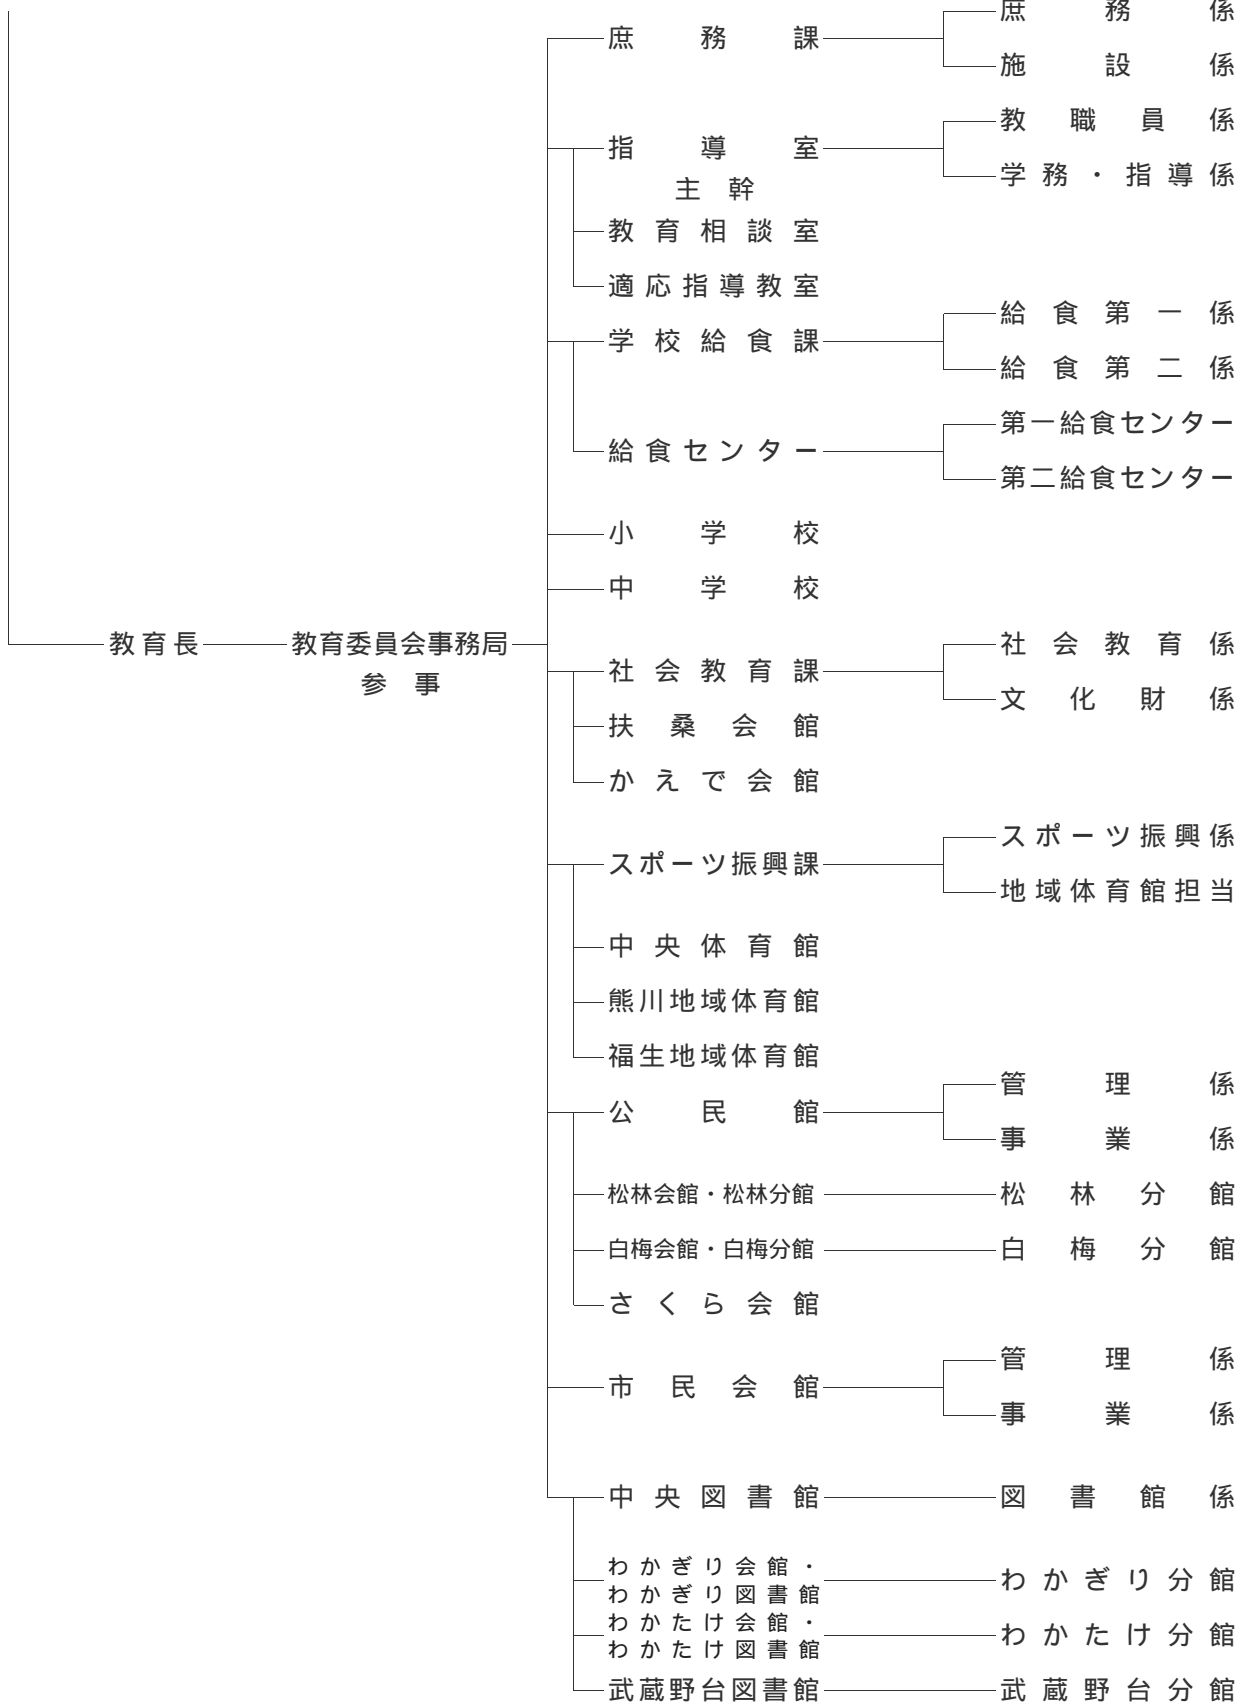 庶務係
庶務課
施設係
教職員係
指導室
学務・指導係
主幹
教育相談室
適応指導教室
給食第一係
学校給食課
給食第二係
第一給食センター
給食センター
第二給食センター
小学校
中学校
教育長 教育委員会事務局
参事
社会教育係
社会教育課
文化財係
扶桑会館
かえで会館
スポーツ振興係
スポーツ振興課
地域体育館担当
中央体育館
熊川地域体育館
福生地域体育館
管理係
公民館
事業係
松林会館・松林分館 松林分館
白梅会館・白梅分館 白梅分館
さくら会館
管理係
市民会館
事業係
中央図書館 図書館係
わかぎり会館・
わかぎり図書館 わかぎり分館
わかたけ会館・
わかたけ図書館 わかたけ分館
武蔵野台図書館 武蔵野台分館